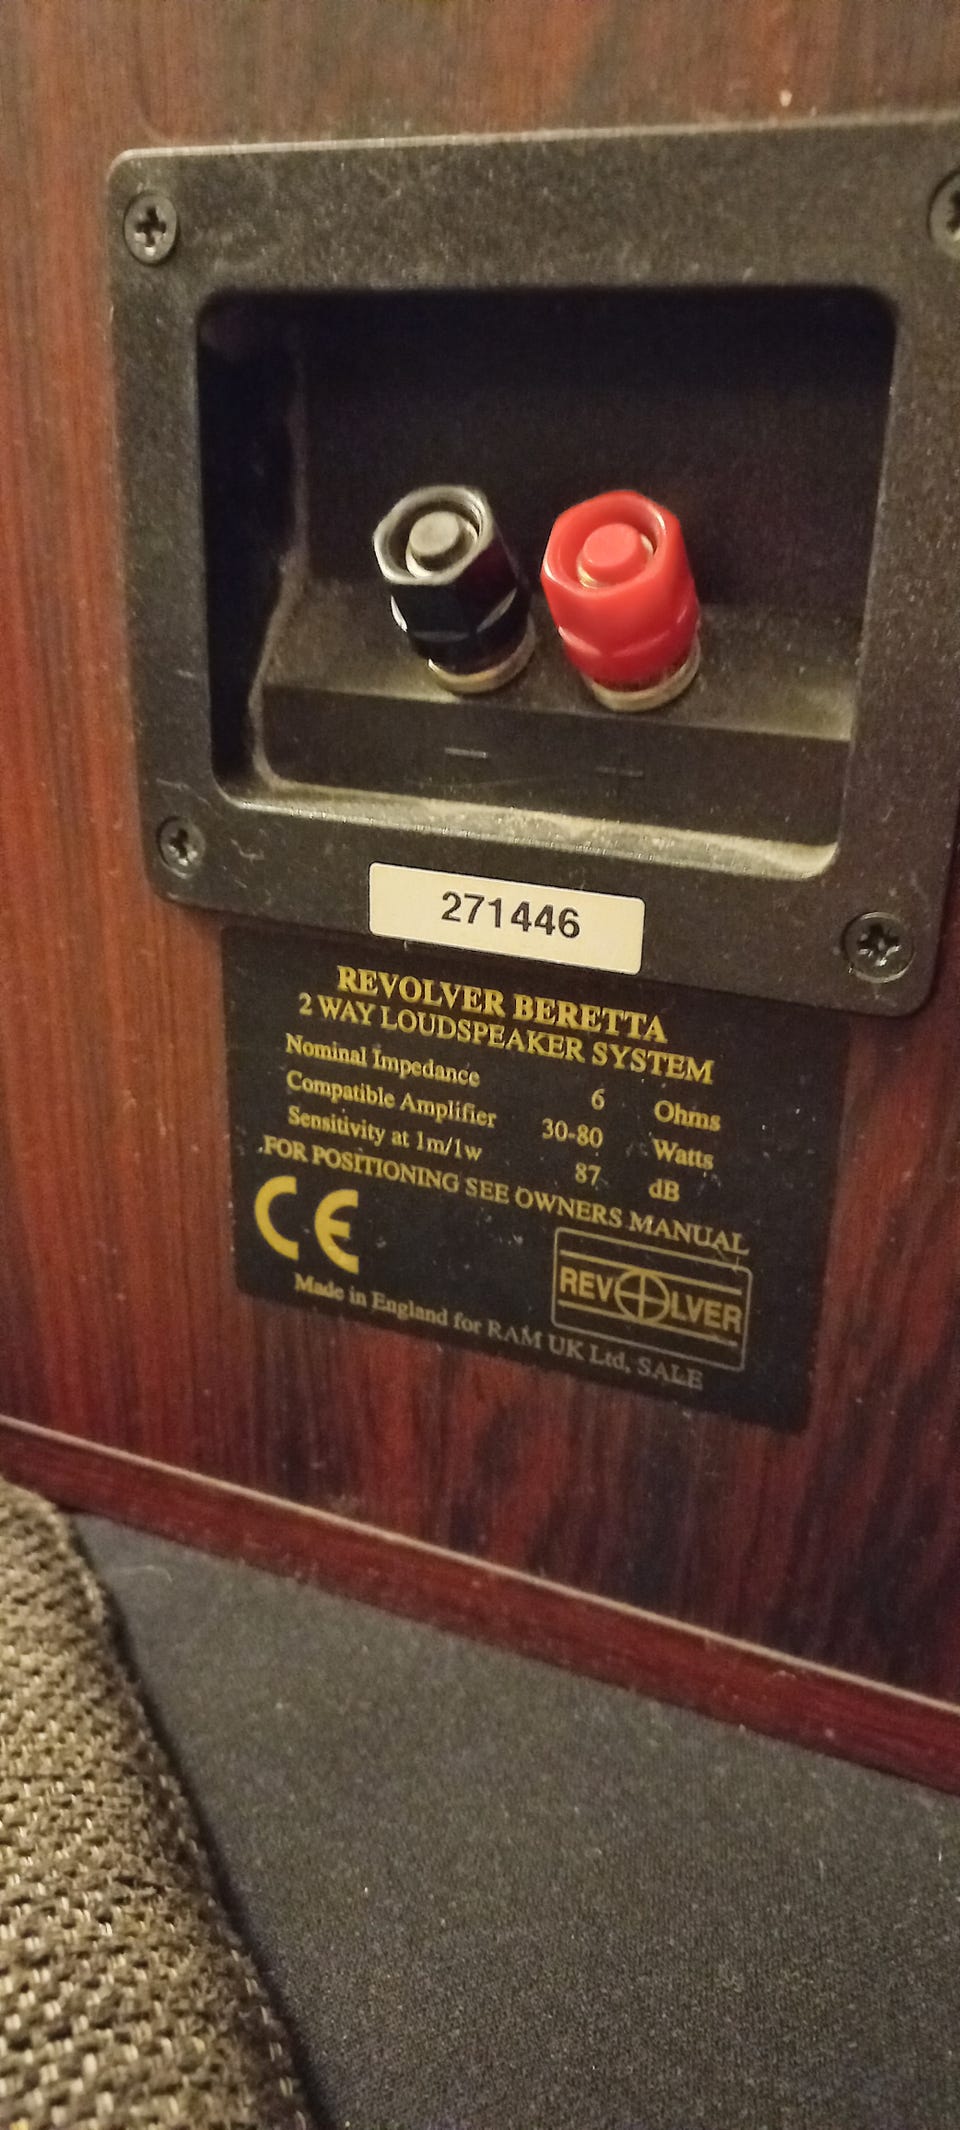 − +
271446
REVOLVER BERETTA
2 WAY LOUDSPEAKER SYSTEM
Nominal Impedance 6 Ohms
Compatible Amplifier 30-80 Watts
Sensitivity at 1m/1w 87 dB
FOR POSITIONING SEE OWNERS MANUAL
CE
REVOLVER
Made in England for RAM UK Ltd, SALE